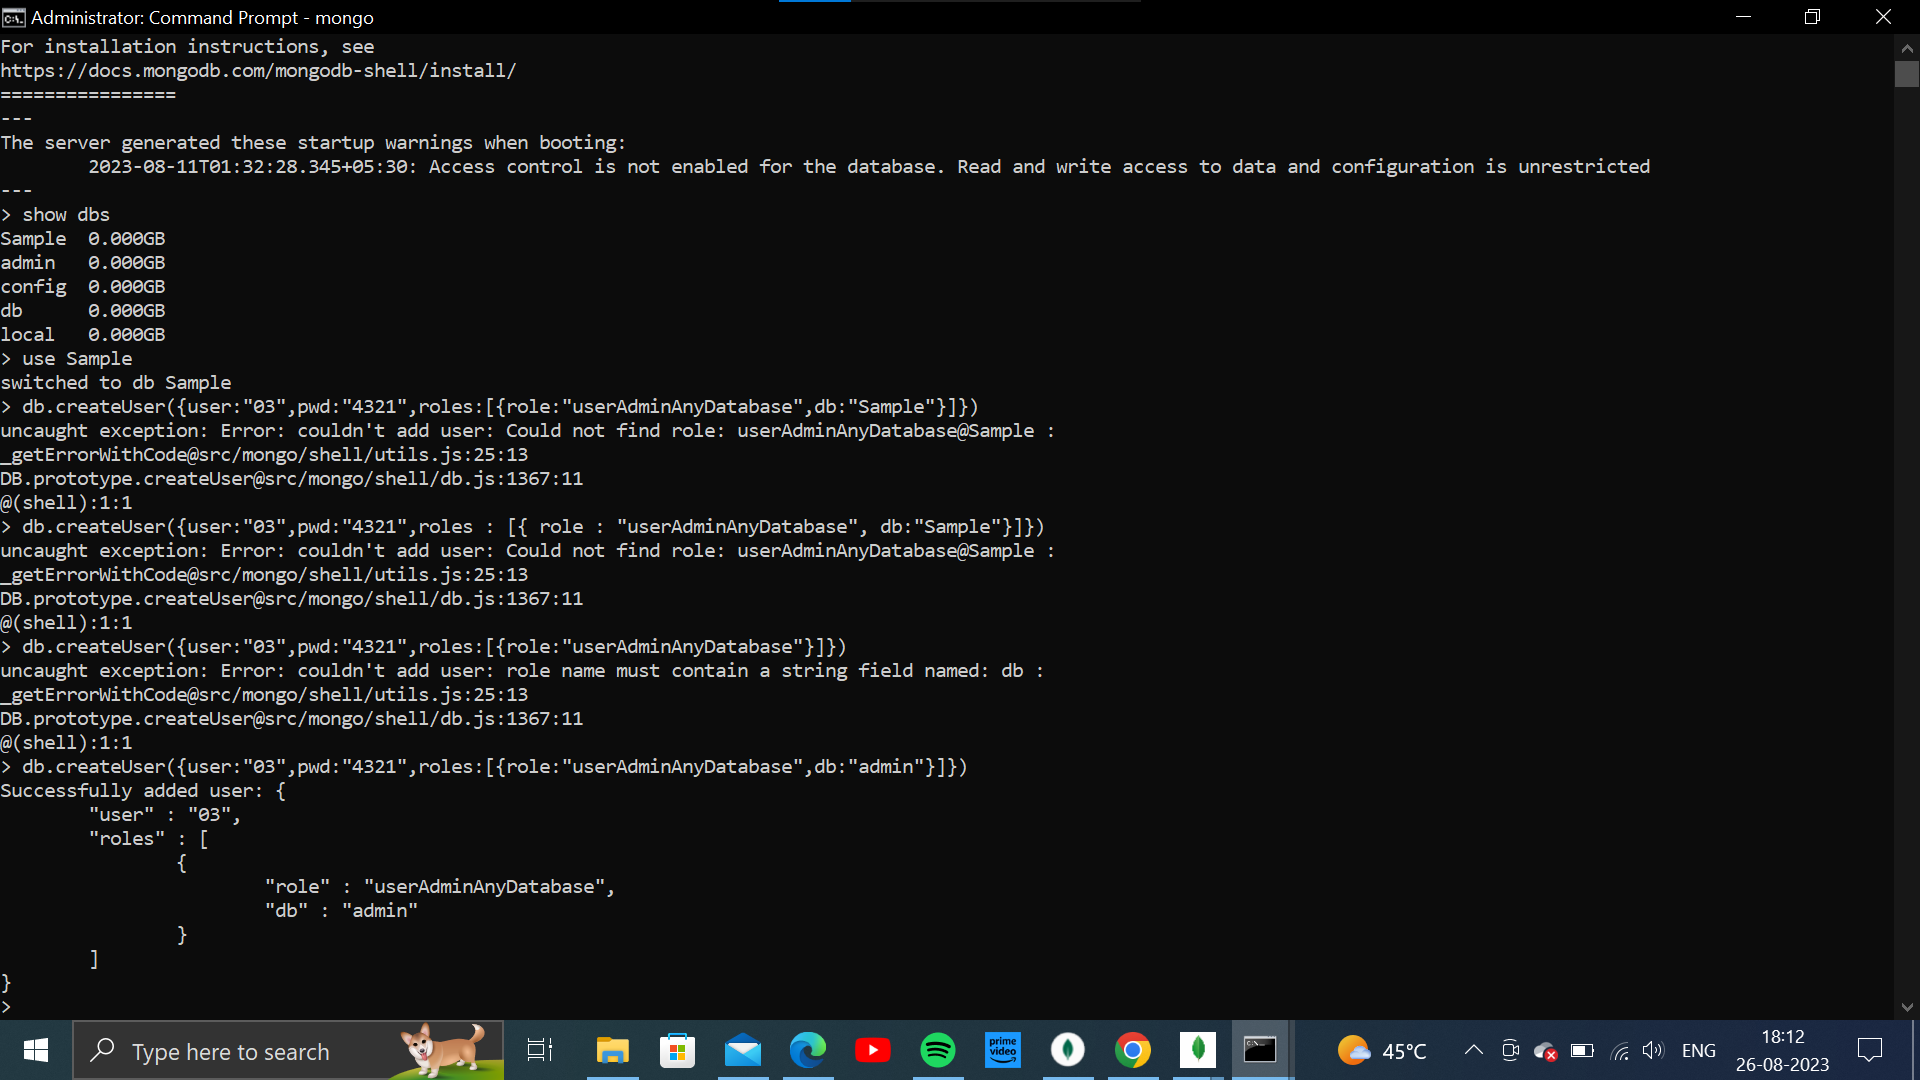 Administrator: Command Prompt - mongo
For installation instructions, see
https://docs.mongodb.com/mongodb-shell/install/
================
---
The server generated these startup warnings when booting:
        2023-08-11T01:32:28.345+05:30: Access control is not enabled for the database. Read and write access to data and configuration is unrestricted
---
> show dbs
Sample  0.000GB
admin   0.000GB
config  0.000GB
db      0.000GB
local   0.000GB
> use Sample
switched to db Sample
> db.createUser({user:"03",pwd:"4321",roles:[{role:"userAdminAnyDatabase",db:"Sample"}]})
uncaught exception: Error: couldn't add user: Could not find role: userAdminAnyDatabase@Sample :
_getErrorWithCode@src/mongo/shell/utils.js:25:13
DB.prototype.createUser@src/mongo/shell/db.js:1367:11
@(shell):1:1
> db.createUser({user:"03",pwd:"4321",roles : [{ role : "userAdminAnyDatabase", db:"Sample"}]})
uncaught exception: Error: couldn't add user: Could not find role: userAdminAnyDatabase@Sample :
_getErrorWithCode@src/mongo/shell/utils.js:25:13
DB.prototype.createUser@src/mongo/shell/db.js:1367:11
@(shell):1:1
> db.createUser({user:"03",pwd:"4321",roles:[{role:"userAdminAnyDatabase"}]})
uncaught exception: Error: couldn't add user: role name must contain a string field named: db :
_getErrorWithCode@src/mongo/shell/utils.js:25:13
DB.prototype.createUser@src/mongo/shell/db.js:1367:11
@(shell):1:1
> db.createUser({user:"03",pwd:"4321",roles:[{role:"userAdminAnyDatabase",db:"admin"}]})
Successfully added user: {
        "user" : "03",
        "roles" : [
                {
                        "role" : "userAdminAnyDatabase",
                        "db" : "admin"
                }
        ]
}
>
Type here to search
prime video
45°C
ENG
18:12
26-08-2023